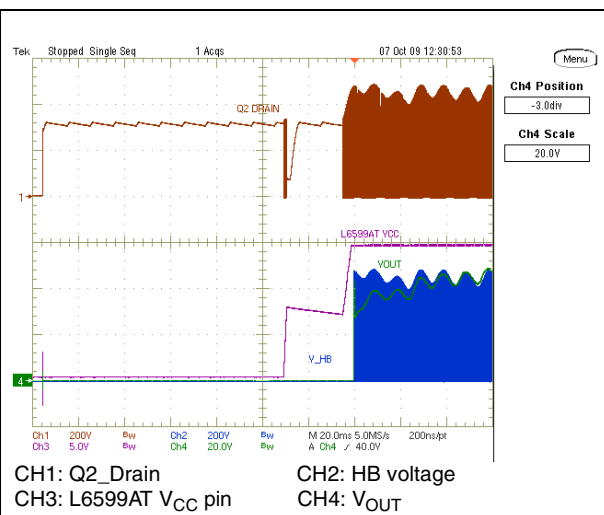 Tek Stopped Single Seq 1 Acqs 07 Oct 09 12:30:53
Menu
Ch4 Position
-3.0div
Ch4 Scale
20.0V
Q2 DRAIN
1
L6599AT VCC
VOUT
V_HB
4
Ch1 200V Bw Ch2 200V Bw M 20.0ms 5.0MS/s 200ns/pt
Ch3 5.0V Bw Ch4 20.0V Bw A Ch4 ∕ 40.0V
CH1: Q2_Drain CH2: HB voltage
CH3: L6599AT VCC pin CH4: VOUT